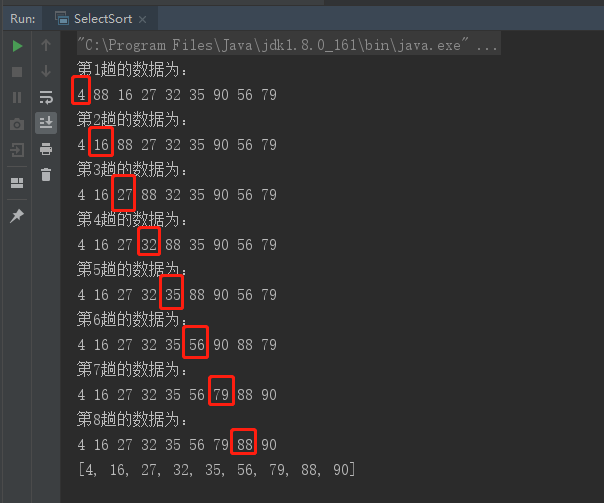 Run: SelectSort
"C:\Program Files\Java\jdk1.8.0_161\bin\java.exe" ...
第1趟的数据为:
4 88 16 27 32 35 90 56 79
第2趟的数据为:
4 16 88 27 32 35 90 56 79
第3趟的数据为:
4 16 27 88 32 35 90 56 79
第4趟的数据为:
4 16 27 32 88 35 90 56 79
第5趟的数据为:
4 16 27 32 35 88 90 56 79
第6趟的数据为:
4 16 27 32 35 56 90 88 79
第7趟的数据为:
4 16 27 32 35 56 79 88 90
第8趟的数据为:
4 16 27 32 35 56 79 88 90
[4, 16, 27, 32, 35, 56, 79, 88, 90]